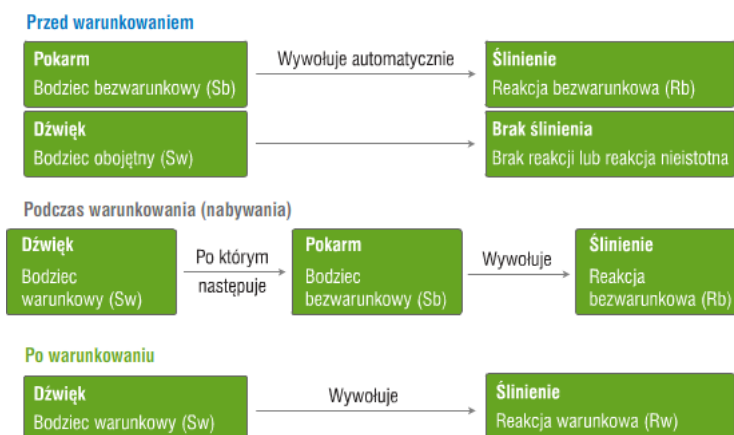 Przed warunkowaniem
Pokarm
Bodziec bezwarunkowy (Sb)
Wywołuje automatycznie
Ślinienie
Reakcja bezwarunkowa (Rb)
Dźwięk
Bodziec obojętny (Sw)
Brak ślinienia
Brak reakcji lub reakcja nieistotna
Podczas warunkowania (nabywania)
Dźwięk
Bodziec
warunkowy (Sw)
Po którym
następuje
Pokarm
Bodziec
bezwarunkowy (Sb)
Wywołuje
Ślinienie
Reakcja
bezwarunkowa (Rb)
Po warunkowaniu
Dźwięk
Bodziec warunkowy (Sw)
Wywołuje
Ślinienie
Reakcja warunkowa (Rw)